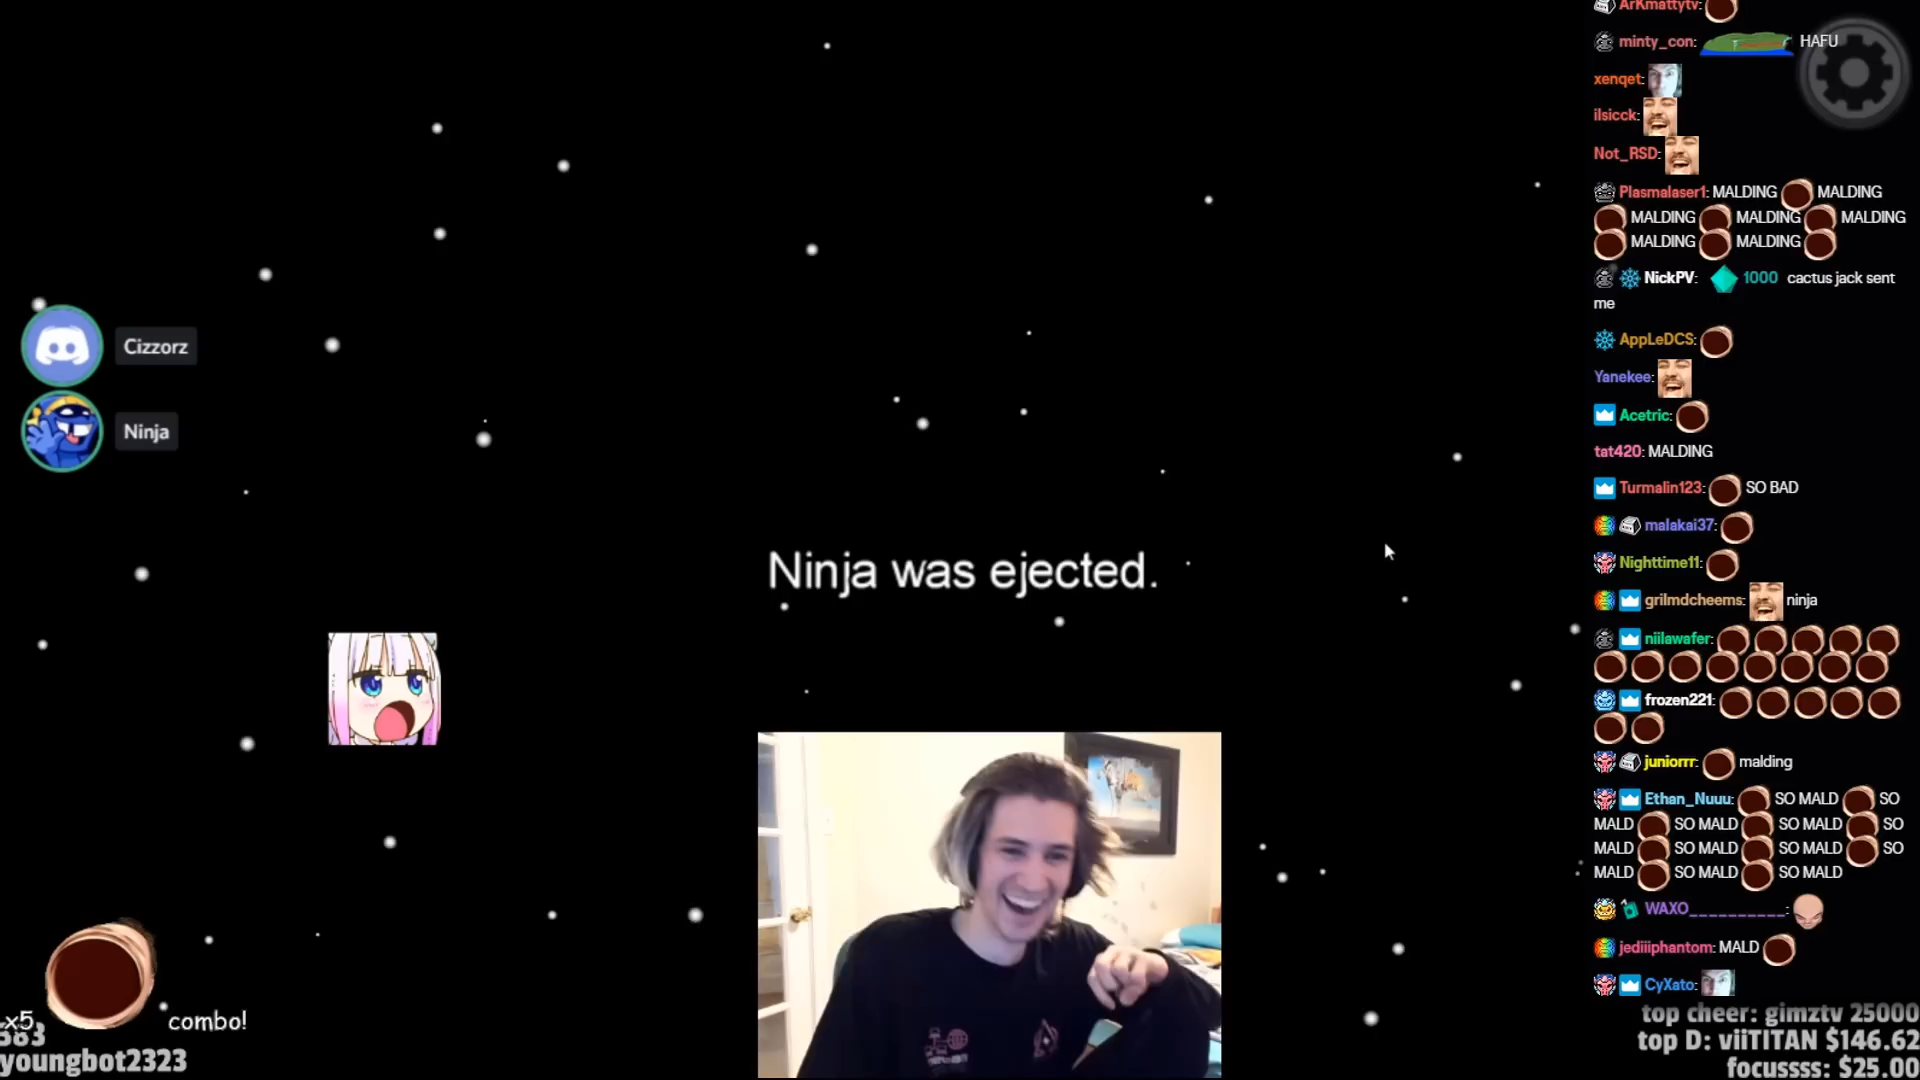 ArKmattytv:
minty_con: HAFU
xenqet:
ilsicck:
Not_RSD:
Plasmalaser1: MALDING MALDING
MALDING MALDING MALDING
MALDING MALDING
NickPV: 1000 cactus jack sent
me
Cizzorz
AppLeDCS:
Yanekee:
Acetric:
Ninja
tat420: MALDING
Turmalin123: SO BAD
malakai37:
Nighttime11:
Ninja was ejected.
grilmdcheems: ninja
niilawafer:
frozen221:
juniorrr: malding
Ethan_Nuuu: SO MALD SO
MALD SO MALD SO MALD SO
MALD SO MALD SO MALD SO
MALD SO MALD SO MALD
WAXO__________:
jediiiphantom: MALD
CyXato:
x5 combo!
383
youngbot2323
top cheer: gimztv 25000
top D: viiTITAN $146.62
focussss: $25.00